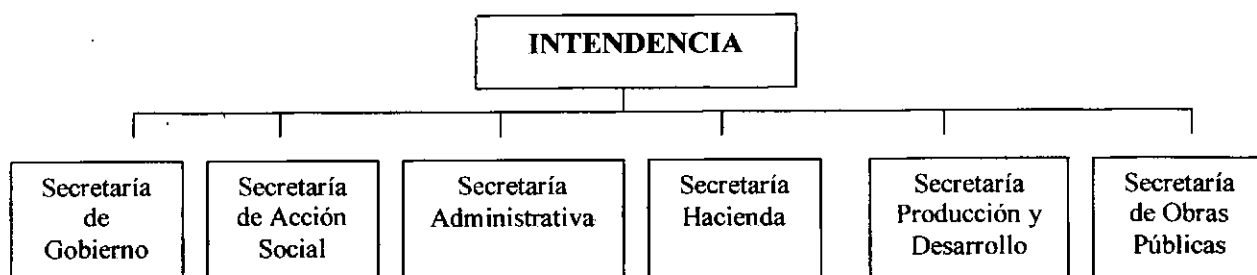 INTENDENCIA
Secretaría
de
Gobierno
Secretaría
de Acción
Social
Secretaría
Administrativa
Secretaría
Hacienda
Secretaría
Producción y
Desarrollo
Secretaría
de Obras
Públicas